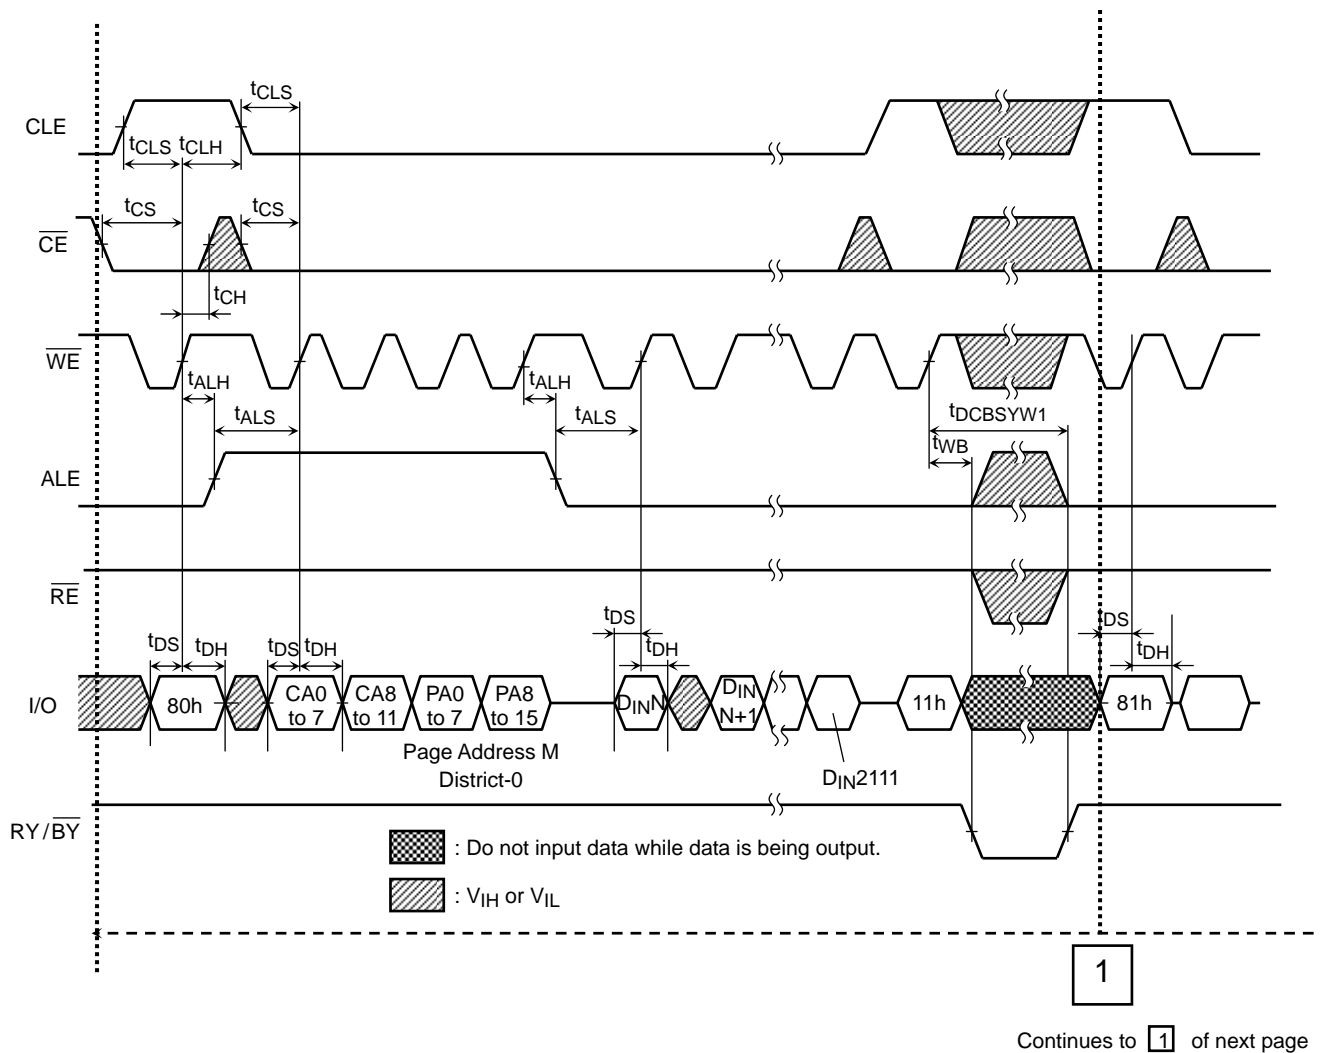 CLE
tCLS
tCLS tCLH
CE
tCS
tCS
tCH
WE
tALH
tALH
tALS
tALS
tDCBSYW1
tWB
ALE
RE
tDS
tDH
tDS
tDH
tDS
tDH
tDS
tDH
I/O
80h
CA0
to 7
CA8
to 11
PA0
to 7
PA8
to 15
DINN
DIN
N+1
11h
81h
Page Address M
District-0
DIN2111
RY/BY
: Do not input data while data is being output.
: VIH or VIL
1
Continues to 1 of next page